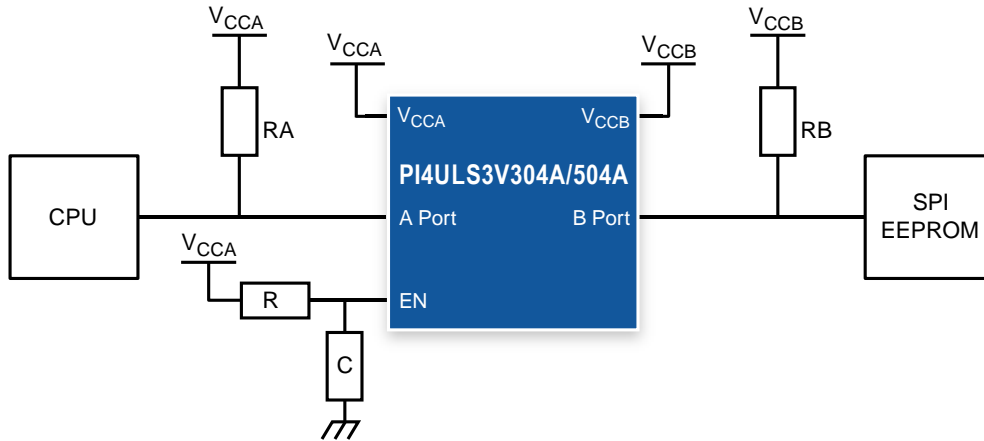 VCCA
VCCA
VCCB
VCCB
RA
VCCA
VCCB
RB
PI4ULS3V304A/504A
CPU
A Port
B Port
SPI
EEPROM
VCCA
R
EN
C